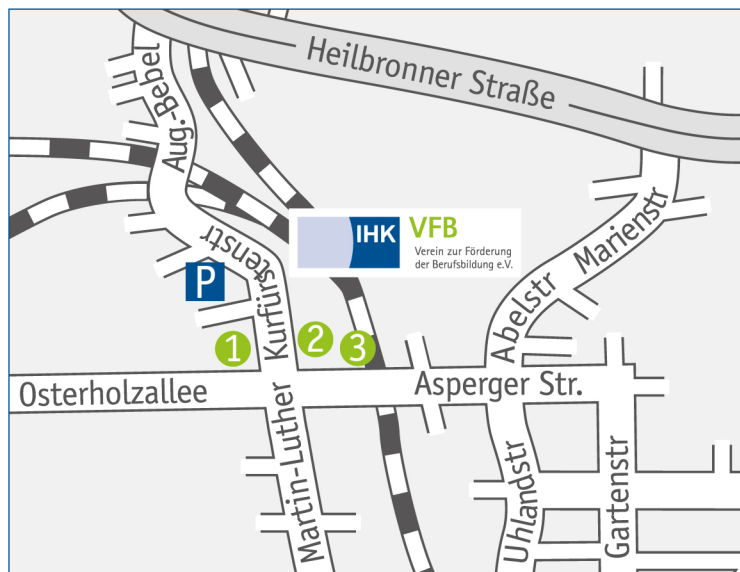 Heilbronner Straße
Aug.-Bebel
Marienstr
IHK
VFB
Verein zur Förderung
der Berufsbildung e.V.
Kurfürstenstr
P
Abelstr
1
2
3
Osterholzallee
Asperger Str.
Martin-Luther
Uhlandstr
Gartenstr